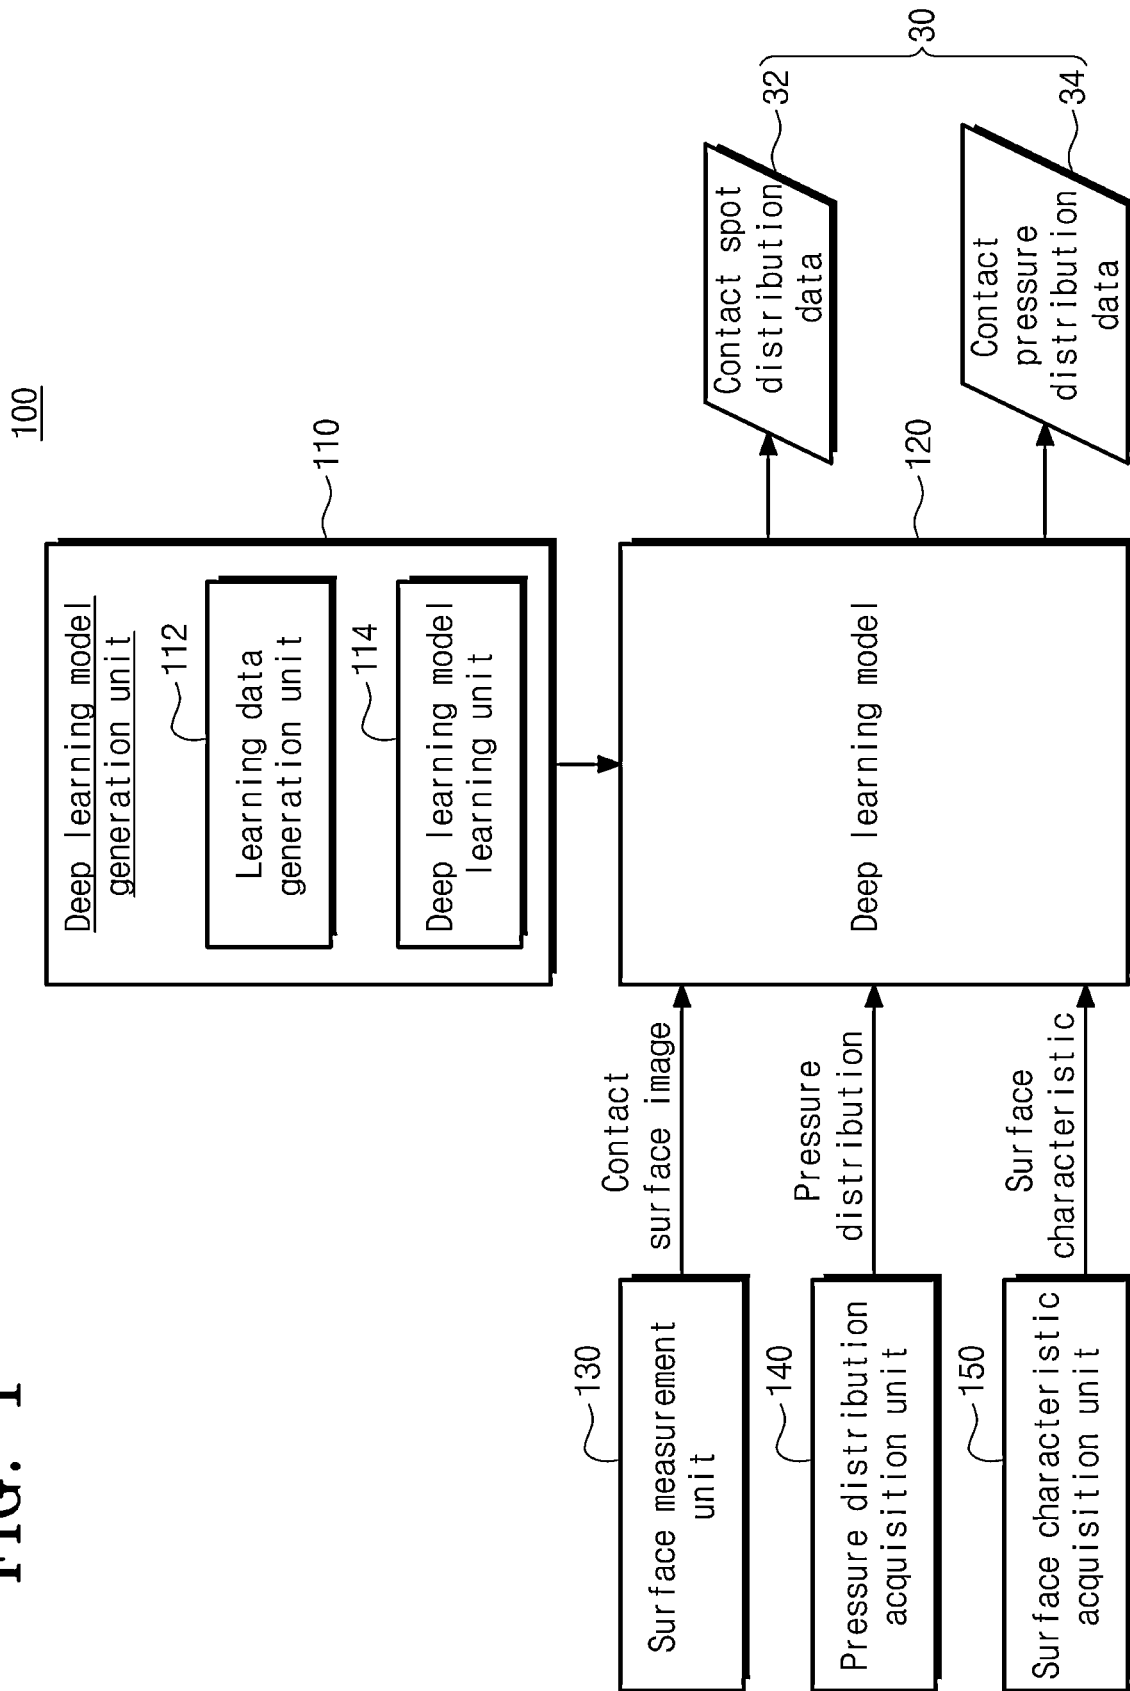 FIG. 1
100
Deep learning model
generation unit
110
112
Learning data
generation unit
114
Deep learning model
learning unit
130
Surface measurement
unit
Contact
surface image
140
Pressure distribution
acquisition unit
Pressure
distribution
150
Surface characteristic
acquisition unit
Surface
characteristic
Deep learning model
120
Contact spot
distribution
data
32
Contact
pressure
distribution
data
34
30